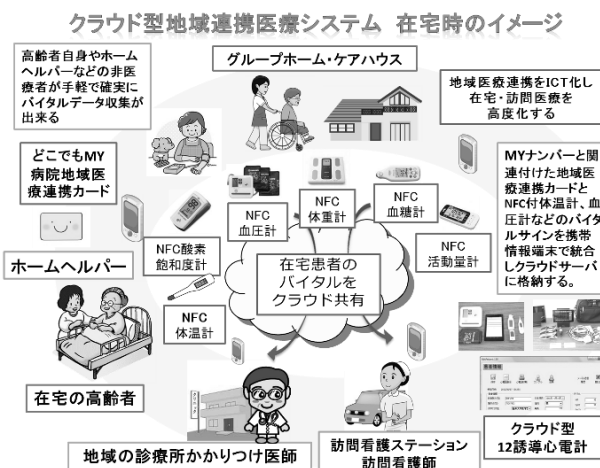 クラウド型地域連携医療システム 在宅時のイメージ
高齢者自身やホーム
ヘルパーなどの非医
療者が手軽で確実に
バイタルデータ収集が
出来る
グループホーム・ケアハウス
地域医療連携をICT化し
在宅・訪問医療を
高度化する
どこでもMY
病院地域医
療連携カード
MYナンバーと関
連付けた地域医
療連携カードと
NFC付体温計、血
圧計などのバイタ
ルサインを携帯
情報端末で統合
しクラウドサーバ
に格納する。
NFC
血圧計
NFC
体重計
NFC
血糖計
NFC
活動量計
NFC酸素
飽和度計
NFC
体温計
ホームヘルパー
在宅患者の
バイタルを
クラウド共有
在宅の高齢者
地域の診療所かかりつけ医師
訪問看護ステーション
訪問看護師
クラウド型
12誘導心電計